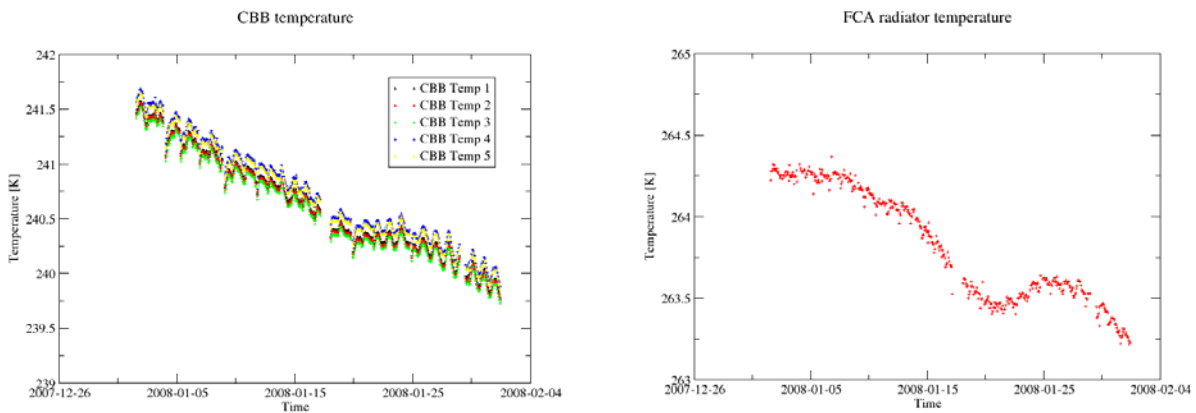 CBB temperature
242
241.5
241
240.5
240
239.5
239
Temperature [K]
CBB Temp 1
CBB Temp 2
CBB Temp 3
CBB Temp 4
CBB Temp 5
2007-12-26
2008-01-05
2008-01-15
2008-01-25
2008-02-04
Time
FCA radiator temperature
265
264.5
264
263.5
263
Temperature [K]
2007-12-26
2008-01-05
2008-01-15
2008-01-25
2008-02-04
Time